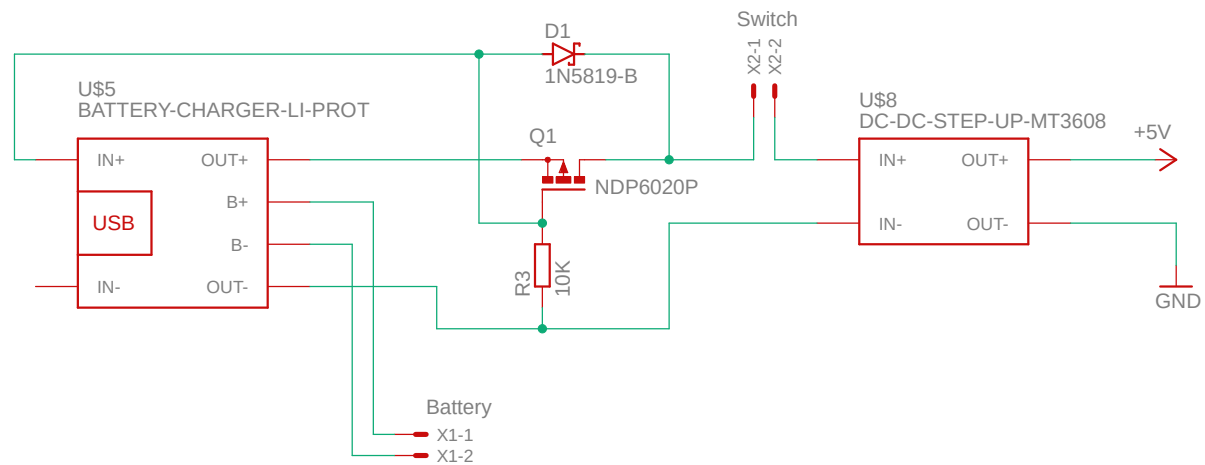 Switch
X2-1
X2-2
D1
1N5819-B
U$5
BATTERY-CHARGER-LI-PROT
IN+
OUT+
B+
USB
B-
IN-
OUT-
Q1
NDP6020P
R3
10K
U$8
DC-DC-STEP-UP-MT3608
IN+
OUT+
IN-
OUT-
+5V
GND
Battery
X1-1
X1-2